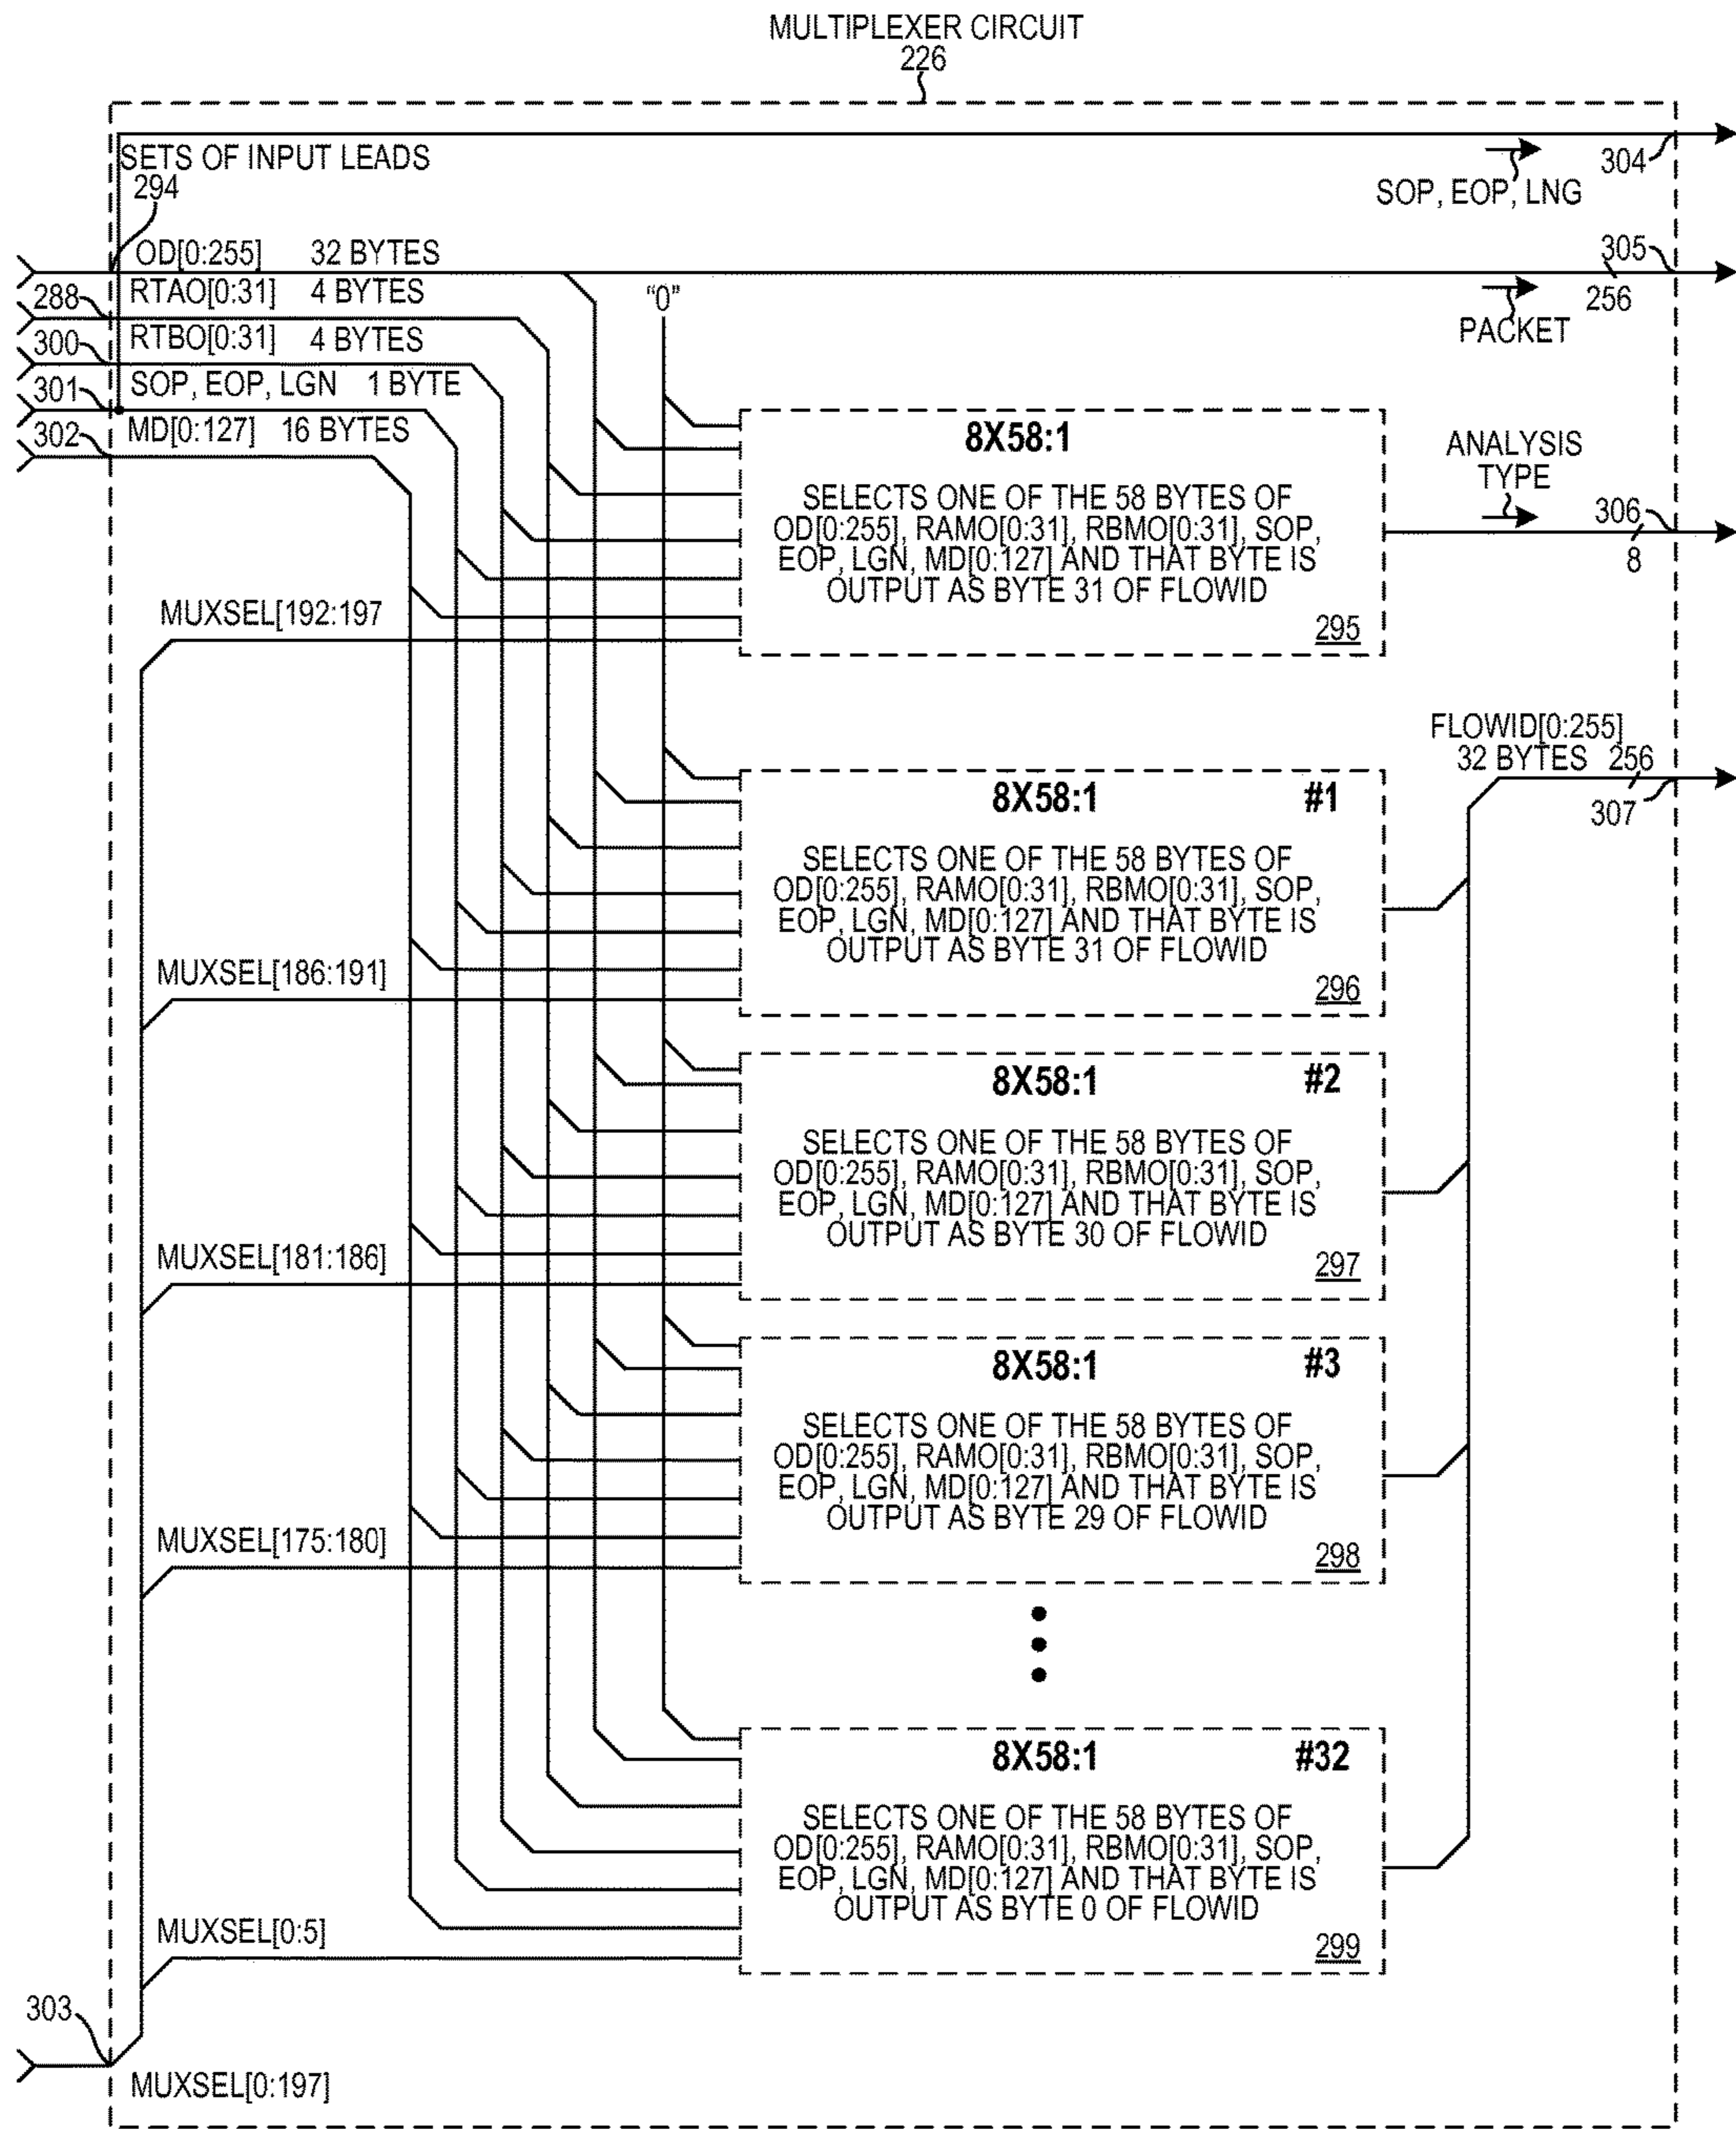 MULTIPLEXER CIRCUIT
226
SETS OF INPUT LEADS
294
304
SOP, EOP, LNG
OD[0:255] 32 BYTES
305
256
PACKET
288
RTAO[0:31] 4 BYTES
"0"
300
RTBO[0:31] 4 BYTES
301
SOP, EOP, LGN 1 BYTE
302
MD[0:127] 16 BYTES
8X58:1
SELECTS ONE OF THE 58 BYTES OF
OD[0:255], RAMO[0:31], RBMO[0:31], SOP,
EOP, LGN, MD[0:127] AND THAT BYTE IS
OUTPUT AS BYTE 31 OF FLOWID
295
ANALYSIS
TYPE
306
8
MUXSEL[192:197
FLOWID[0:255]
32 BYTES 256
307
8X58:1 #1
SELECTS ONE OF THE 58 BYTES OF
OD[0:255], RAMO[0:31], RBMO[0:31], SOP,
EOP, LGN, MD[0:127] AND THAT BYTE IS
OUTPUT AS BYTE 31 OF FLOWID
296
MUXSEL[186:191]
8X58:1 #2
SELECTS ONE OF THE 58 BYTES OF
OD[0:255], RAMO[0:31], RBMO[0:31], SOP,
EOP, LGN, MD[0:127] AND THAT BYTE IS
OUTPUT AS BYTE 30 OF FLOWID
297
MUXSEL[181:186]
8X58:1 #3
SELECTS ONE OF THE 58 BYTES OF
OD[0:255], RAMO[0:31], RBMO[0:31], SOP,
EOP, LGN, MD[0:127] AND THAT BYTE IS
OUTPUT AS BYTE 29 OF FLOWID
298
MUXSEL[175:180]
8X58:1 #32
SELECTS ONE OF THE 58 BYTES OF
OD[0:255], RAMO[0:31], RBMO[0:31], SOP,
EOP, LGN, MD[0:127] AND THAT BYTE IS
OUTPUT AS BYTE 0 OF FLOWID
299
MUXSEL[0:5]
303
MUXSEL[0:197]